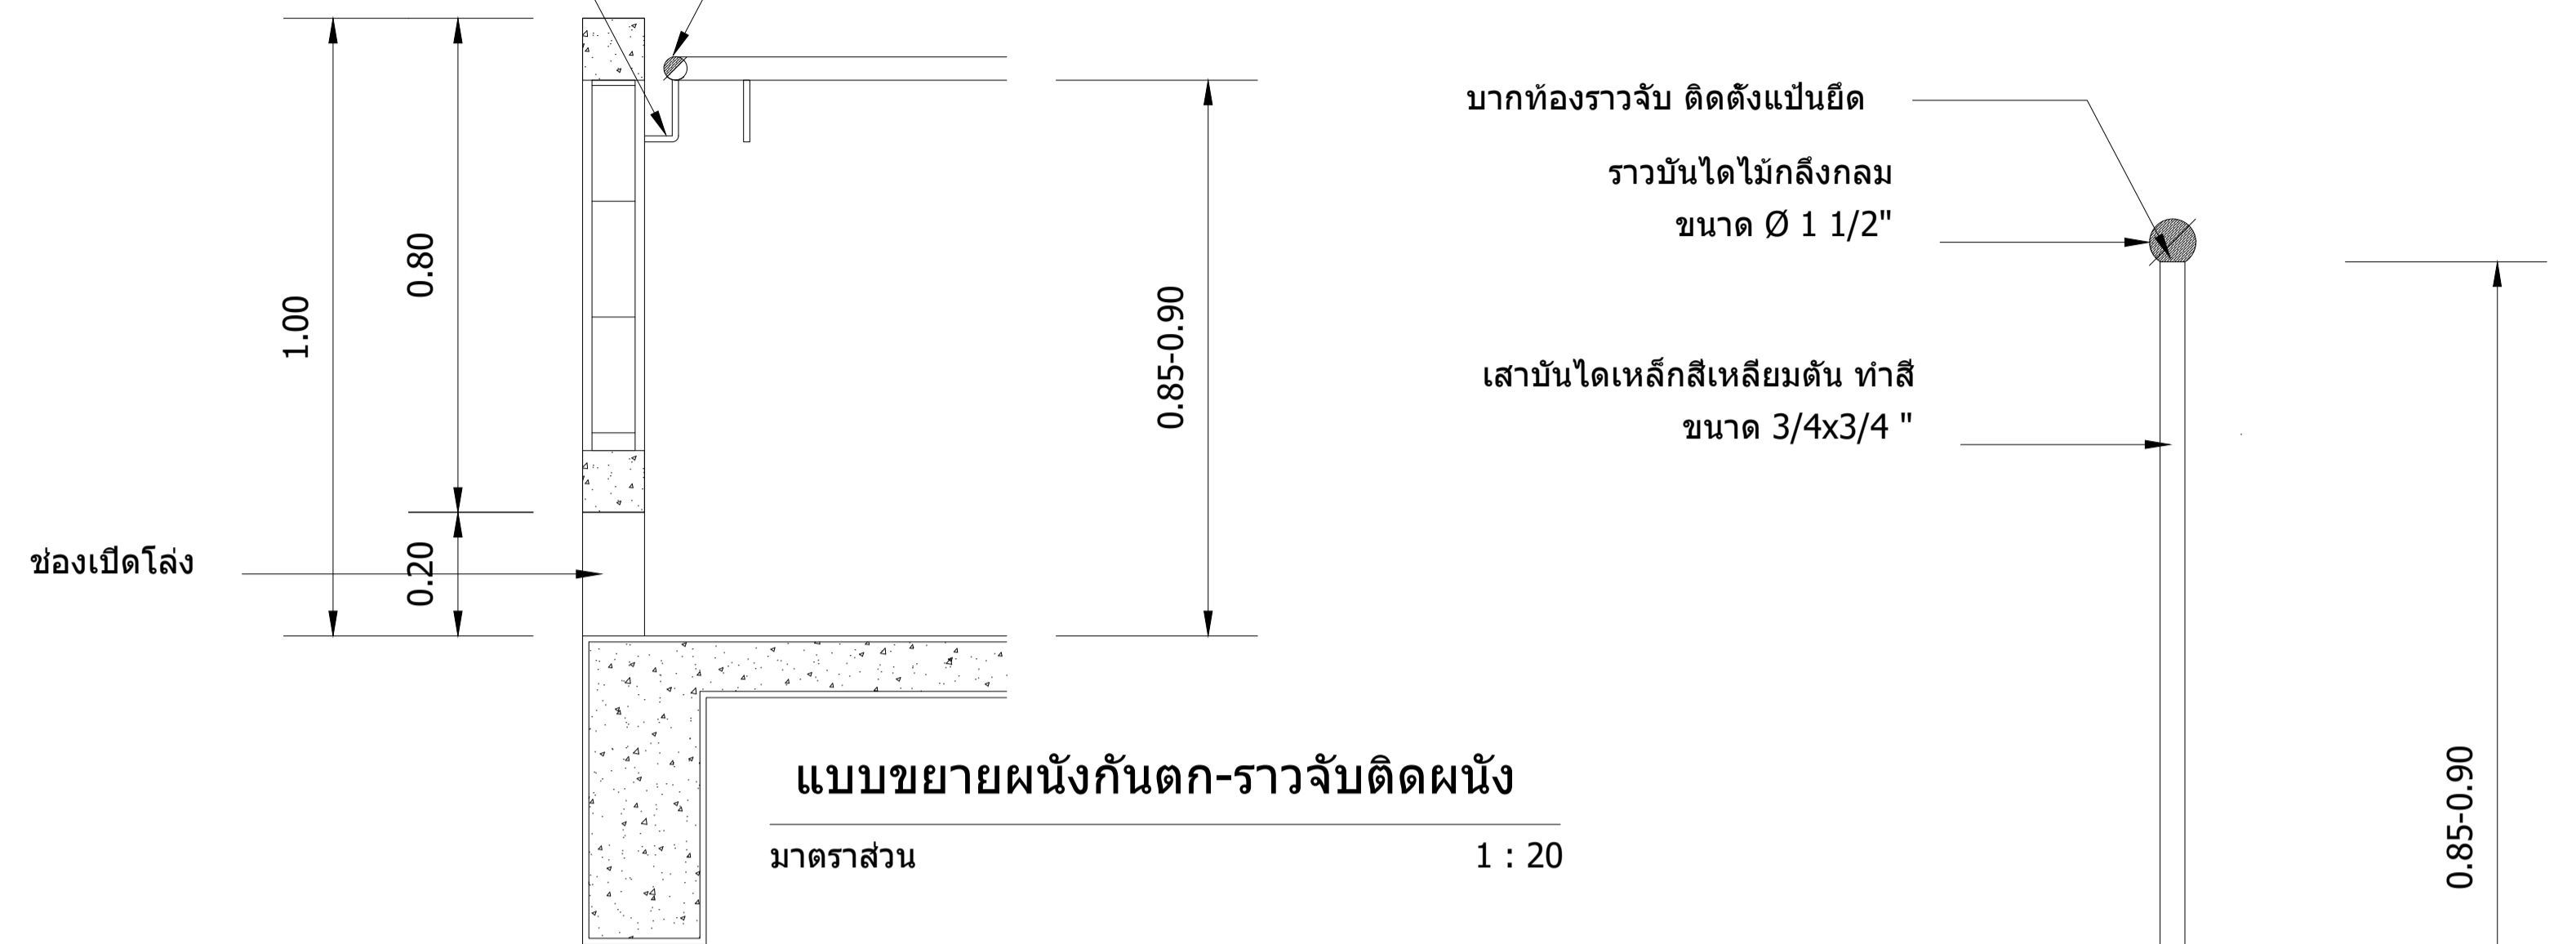 1.00
0.80
0.20
ช่องเปิดโล่ง
0.85-0.90
แบบขยายผนังกันตก-ราวจับติดผนัง
มาตราส่วน 1 : 20
บากท้องราวจับ ติดตั้งแป้นยึด
ราวบันไดไม้กลึงกลม
ขนาด Ø 1 1/2"
เสาบันไดเหล็กสี่เหลี่ยมตัน ทำสี
ขนาด 3/4x3/4 "
0.85-0.90